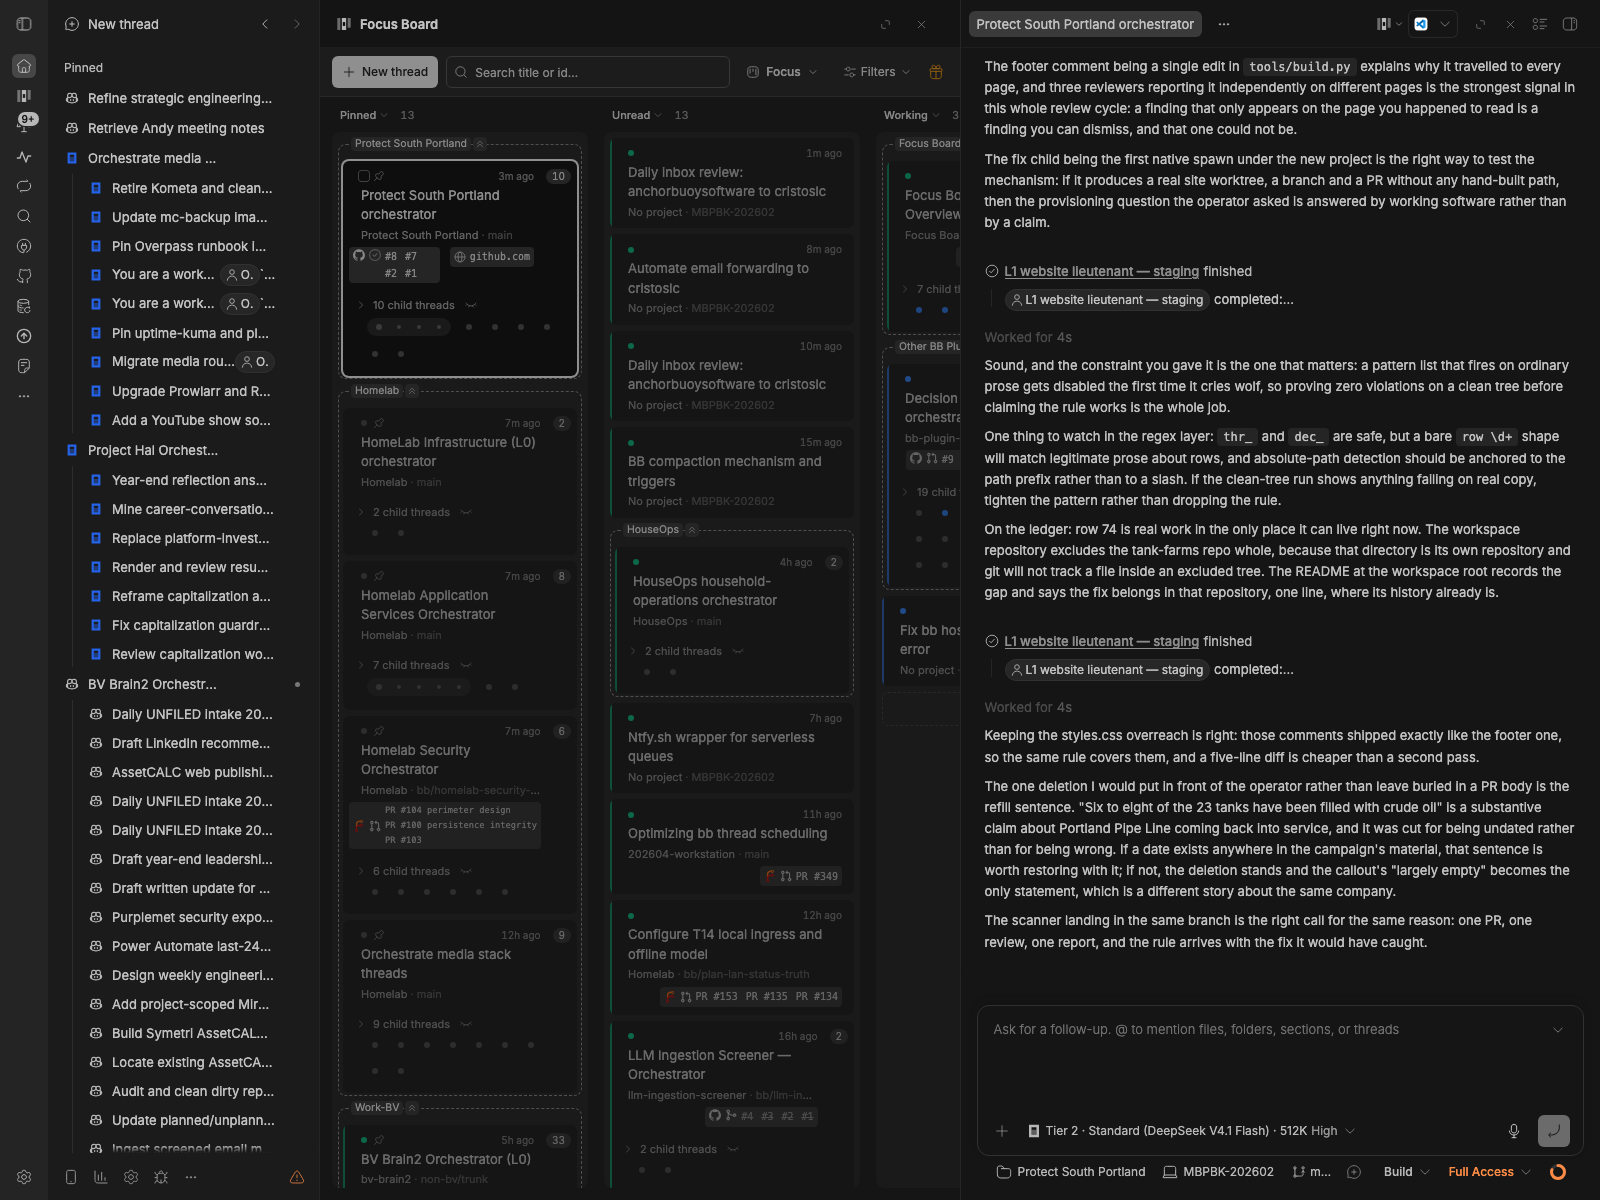 New thread
Pinned
Refine strategic engineering...
Retrieve Andy meeting notes
Orchestrate media ...
Retire Kometa and clean...
Update mc-backup ima...
Pin Overpass runbook i...
You are a work... O. `...
You are a work... O. `...
Pin uptime-kuma and pl...
Migrate media rou... O.
Upgrade Prowlarr and R...
Add a YouTube show so...
Project Hal Orchest...
Year-end reflection ans...
Mine career-conversatio...
Replace platform-invest...
Render and review resu...
Reframe capitalization a...
Fix capitalization guardr...
Review capitalization wo...
BV Brain2 Orchestr...
Daily UNFILED intake 20...
Draft LinkedIn recomme...
AssetCALC web publishi...
Daily UNFILED intake 20...
Daily UNFILED intake 20...
Draft year-end leadershi...
Draft written update for ...
Purplemet security expo...
Power Automate last-24...
Design weekly engineeri...
Add project-scoped Mir...
Build Symetri AssetCAL...
Locate existing AssetCA...
Audit and clean dirty rep...
Update planned/unplann...
Ingest screened email m...
9+
Focus Board
New thread
Search title or id...
Focus
Filters
Pinned 13
Protect South Portland
3m ago 10
Protect South Portland
orchestrator
Protect South Portland · main
#8 #7
#2 #1
github.com
10 child threads
Homelab
7m ago 2
HomeLab Infrastructure (L0)
orchestrator
Homelab · main
2 child threads
7m ago 8
Homelab Application
Services Orchestrator
Homelab · main
7 child threads
7m ago 6
Homelab Security
Orchestrator
Homelab · bb/homelab-security-...
PR #104 perimeter design
PR #100 persistence integrity
PR #103
6 child threads
12h ago 9
Orchestrate media stack
threads
Homelab · main
9 child threads
Work-BV
5h ago 33
BV Brain2 Orchestrator (L0)
bv-brain2 · non-bv/trunk
Unread 13
1m ago
Daily inbox review:
anchorbuoysoftware to cristosic
No project · MBPBK-202602
8m ago
Automate email forwarding to
cristosic
No project · MBPBK-202602
10m ago
Daily inbox review:
anchorbuoysoftware to cristosic
No project · MBPBK-202602
15m ago
BB compaction mechanism and
triggers
No project · MBPBK-202602
HouseOps
4h ago 2
HouseOps household-
operations orchestrator
HouseOps · main
2 child threads
7h ago
Ntfy.sh wrapper for serverless
queues
No project · MBPBK-202602
11h ago
Optimizing bb thread scheduling
202604-workstation · main
PR #349
12h ago
Configure T14 local ingress and
offline model
Homelab · bb/plan-lan-status-truth
PR #153 PR #135 PR #134
16h ago 2
LLM Ingestion Screener —
Orchestrator
llm-ingestion-screener · bb/llm-in...
#4 #3 #2 #1
2 child threads
Working 3
Focus Board
Focus Bo
Overview
Focus Boa
7 child th
Other BB Plu
Decision
orchestra
bb-plugin-
#9
19 child
Fix bb hos
error
No project ·
Protect South Portland orchestrator
The footer comment being a single edit in tools/build.py explains why it travelled to every
page, and three reviewers reporting it independently on different pages is the strongest signal in
this whole review cycle: a finding that only appears on the page you happened to read is a
finding you can dismiss, and that one could not be.
The fix child being the first native spawn under the new project is the right way to test the
mechanism: if it produces a real site worktree, a branch and a PR without any hand-built path,
then the provisioning question the operator asked is answered by working software rather than
by a claim.
L1 website lieutenant — staging finished
L1 website lieutenant — staging completed:...
Worked for 4s
Sound, and the constraint you gave it is the one that matters: a pattern list that fires on ordinary
prose gets disabled the first time it cries wolf, so proving zero violations on a clean tree before
claiming the rule works is the whole job.
One thing to watch in the regex layer: thr_ and dec_ are safe, but a bare row \d+ shape
will match legitimate prose about rows, and absolute-path detection should be anchored to the
path prefix rather than to a slash. If the clean-tree run shows anything failing on real copy,
tighten the pattern rather than dropping the rule.
On the ledger: row 74 is real work in the only place it can live right now. The workspace
repository excludes the tank-farms repo whole, because that directory is its own repository and
git will not track a file inside an excluded tree. The README at the workspace root records the
gap and says the fix belongs in that repository, one line, where its history already is.
L1 website lieutenant — staging finished
L1 website lieutenant — staging completed:...
Worked for 4s
Keeping the styles.css overreach is right: those comments shipped exactly like the footer one,
so the same rule covers them, and a five-line diff is cheaper than a second pass.
The one deletion I would put in front of the operator rather than leave buried in a PR body is the
refill sentence. "Six to eight of the 23 tanks have been filled with crude oil" is a substantive
claim about Portland Pipe Line coming back into service, and it was cut for being undated rather
than for being wrong. If a date exists anywhere in the campaign's material, that sentence is
worth restoring with it; if not, the deletion stands and the callout's "largely empty" becomes the
only statement, which is a different story about the same company.
The scanner landing in the same branch is the right call for the same reason: one PR, one
review, one report, and the rule arrives with the fix it would have caught.
Ask for a follow-up. @ to mention files, folders, sections, or threads
Tier 2 · Standard (DeepSeek V4.1 Flash) · 512K High
Protect South Portland
MBPBK-202602
m...
Build
Full Access